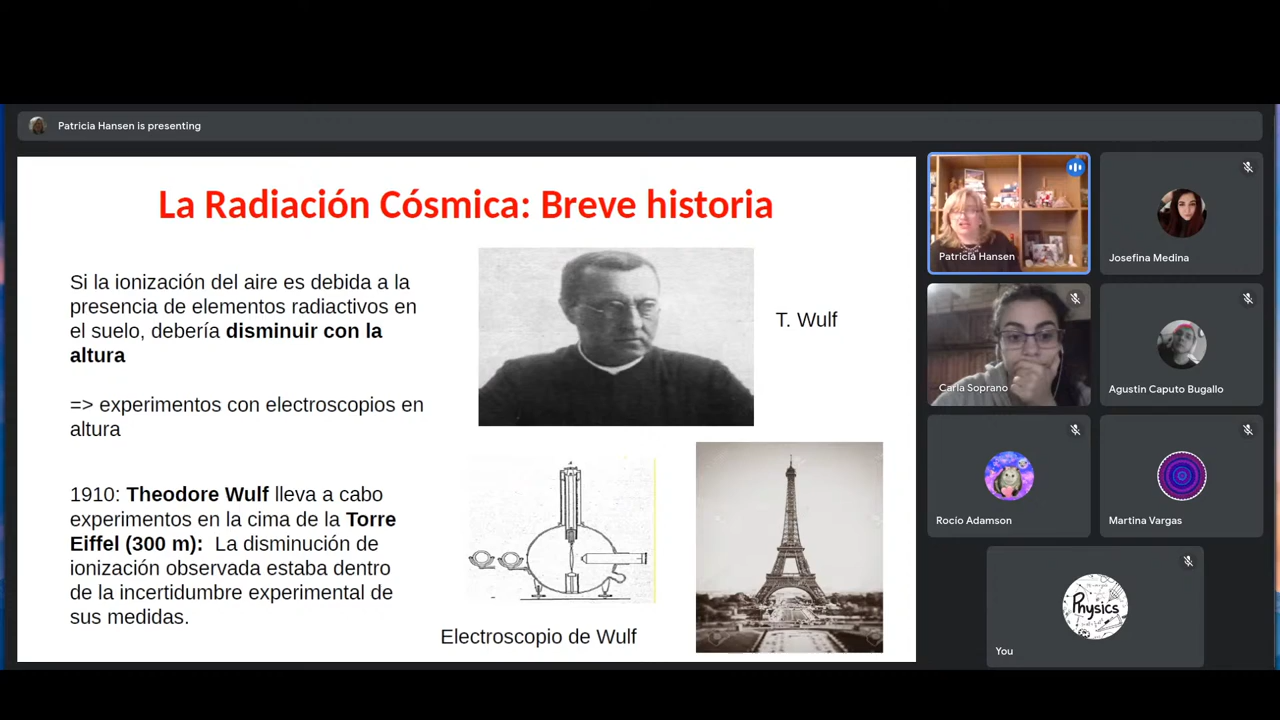 Patricia Hansen is presenting
La Radiación Cósmica: Breve historia
Si la ionización del aire es debida a la
presencia de elementos radiactivos en
el suelo, debería disminuir con la
altura
=> experimentos con electroscopios en
altura
1910: Theodore Wulf lleva a cabo
experimentos en la cima de la Torre
Eiffel (300 m): La disminución de
ionización observada estaba dentro
de la incertidumbre experimental de
sus medidas.
T. Wulf
Electroscopio de Wulf
Patricia Hansen
Josefina Medina
Carla Soprano
Agustin Caputo Bugallo
Rocío Adamson
Martina Vargas
Physics
You